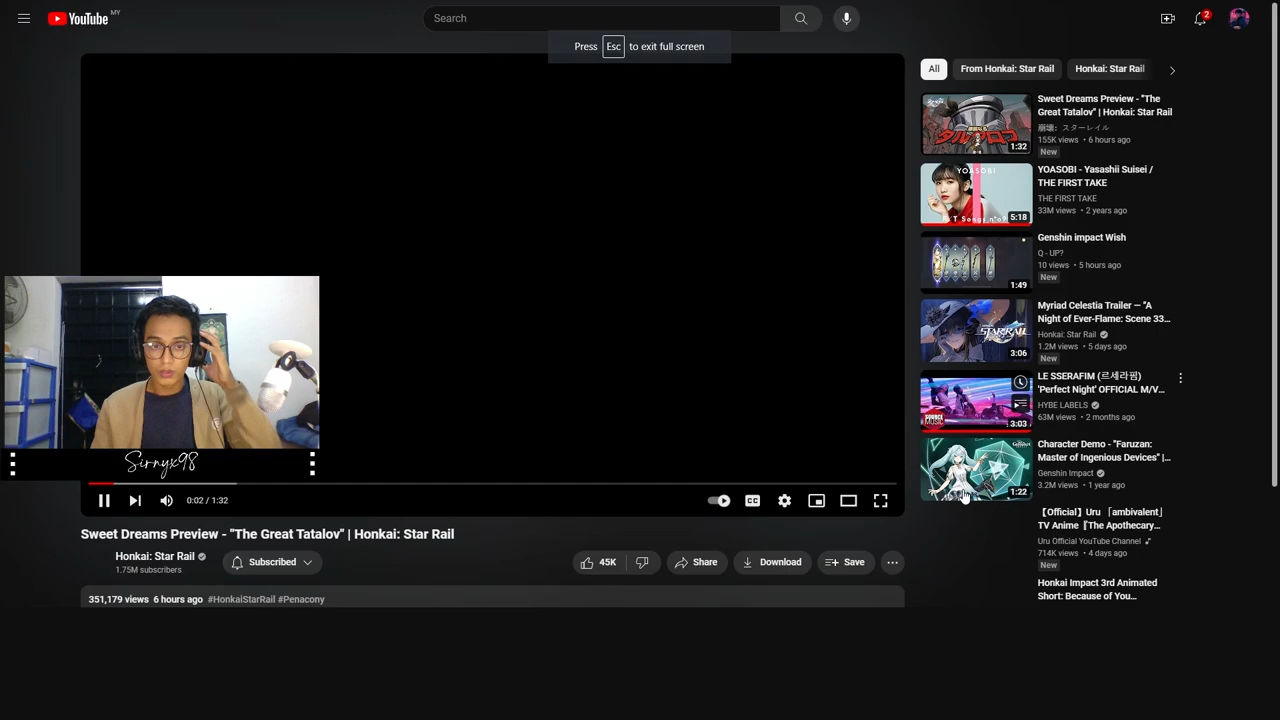 YouTube MY
Search
2
Press Esc to exit full screen
All
From Honkai: Star Rail
Honkai: Star Rail
Sweet Dreams Preview - "The
Great Tatalov" | Honkai: Star Rail
崩壊：スターレイル
155K views • 6 hours ago
New
1:32
YOASOBI
5:18
YOASOBI - Yasashii Suisei /
THE FIRST TAKE
THE FIRST TAKE
33M views • 2 years ago
1:49
Genshin impact Wish
Q - UP?
10 views • 5 hours ago
New
STARRAIL
3:06
Myriad Celestia Trailer — "A
Night of Ever-Flame: Scene 33...
Honkai: Star Rail
1.2M views • 5 days ago
New
SOURCE
MUSIC
3:03
LE SSERAFIM (르세라핌)
'Perfect Night' OFFICIAL M/V...
HYBE LABELS
63M views • 2 months ago
1:22
Character Demo - "Faruzan:
Master of Ingenious Devices" |...
Genshin Impact
3.2M views • 1 year ago
【Official】Uru 「ambivalent」
TV Anime『The Apothecary...
Uru Official YouTube Channel
714K views • 4 days ago
New
Honkai Impact 3rd Animated
Short: Because of You...
Sirnyx98
0:02 / 1:32
CC
Sweet Dreams Preview - "The Great Tatalov" | Honkai: Star Rail
Honkai: Star Rail
1.75M subscribers
Subscribed
45K
Share
Download
Save
351,179 views 6 hours ago #HonkaiStarRail #Penacony